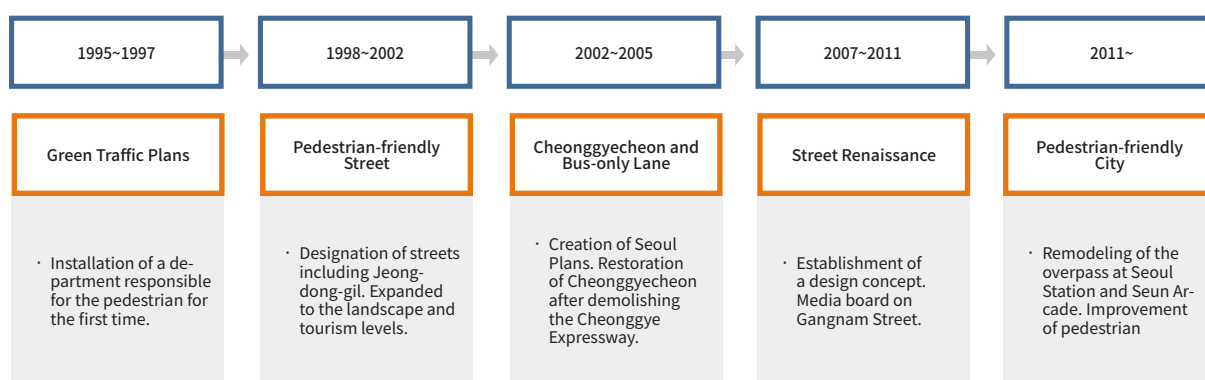 1995~1997
1998~2002
2002~2005
2007~2011
2011~
Green Traffic Plans
Pedestrian-friendly
Street
Cheonggyecheon and
Bus-only Lane
Street Renaissance
Pedestrian-friendly
City
· Installation of a de-
partment responsible
for the pedestrian for
the first time.
· Designation of streets
including Jeong-
dong-gil. Expanded
to the landscape and
tourism levels.
· Creation of Seoul
Plans. Restoration
of Cheonggyecheon
after demolishing
the Cheonggye
Expressway.
· Establishment of
a design concept.
Media board on
Gangnam Street.
· Remodeling of the
overpass at Seoul
Station and Seun Ar-
cade. Improvement
of pedestrian